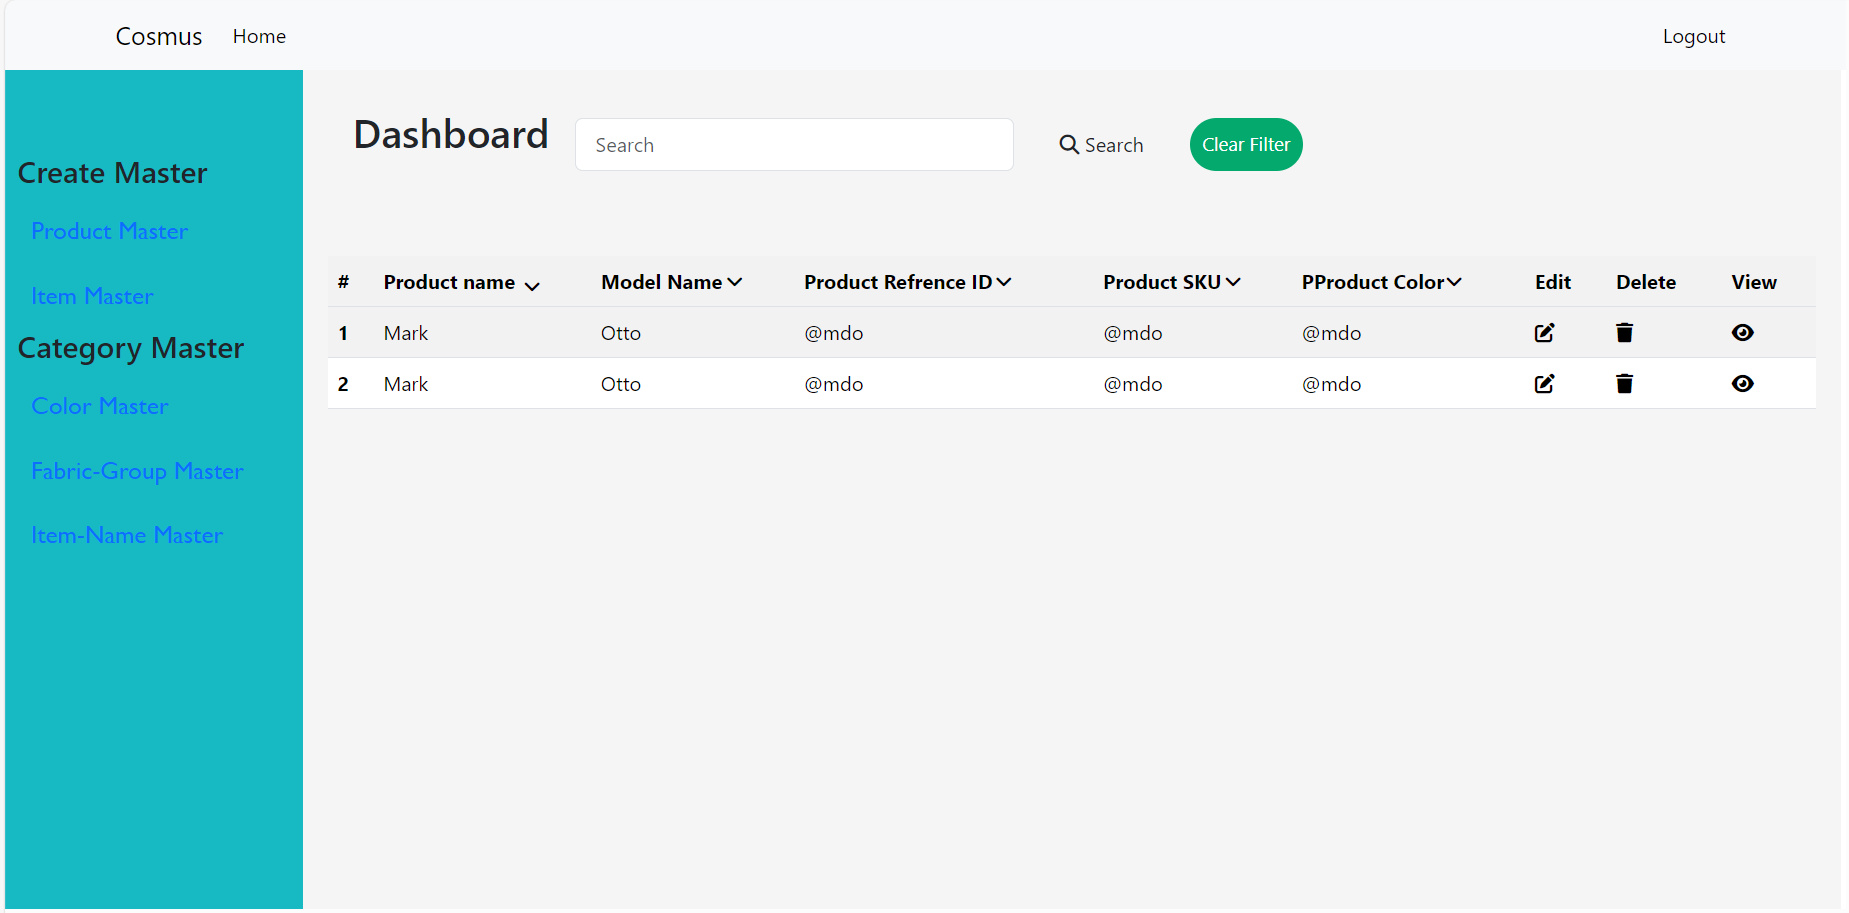 Cosmus Home Logout
Create Master
Product Master
Item Master
Category Master
Color Master
Fabric-Group Master
Item-Name Master
Dashboard Search Search Clear Filter
# Product name Model Name Product Refrence ID Product SKU PProduct Color Edit Delete View
1 Mark Otto @mdo @mdo @mdo
2 Mark Otto @mdo @mdo @mdo